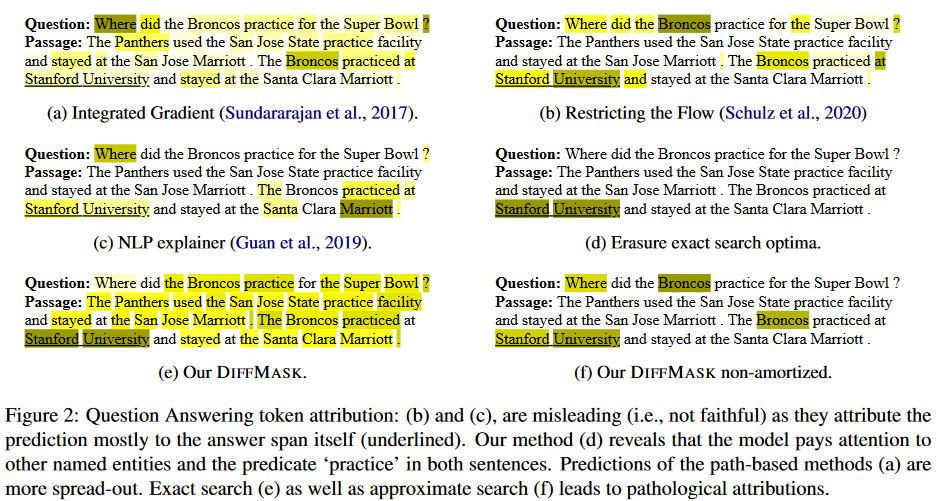 Question: Where did the Broncos practice for the Super Bowl ?
Passage: The Panthers used the San Jose State practice facility
and stayed at the San Jose Marriott . The Broncos practiced at
Stanford University and stayed at the Santa Clara Marriott .
(a) Integrated Gradient (Sundararajan et al., 2017).
Question: Where did the Broncos practice for the Super Bowl ?
Passage: The Panthers used the San Jose State practice facility
and stayed at the San Jose Marriott . The Broncos practiced at
Stanford University and stayed at the Santa Clara Marriott .
(b) Restricting the Flow (Schulz et al., 2020)
Question: Where did the Broncos practice for the Super Bowl ?
Passage: The Panthers used the San Jose State practice facility
and stayed at the San Jose Marriott . The Broncos practiced at
Stanford University and stayed at the Santa Clara Marriott .
(c) NLP explainer (Guan et al., 2019).
Question: Where did the Broncos practice for the Super Bowl ?
Passage: The Panthers used the San Jose State practice facility
and stayed at the San Jose Marriott . The Broncos practiced at
Stanford University and stayed at the Santa Clara Marriott .
(d) Erasure exact search optima.
Question: Where did the Broncos practice for the Super Bowl ?
Passage: The Panthers used the San Jose State practice facility
and stayed at the San Jose Marriott . The Broncos practiced at
Stanford University and stayed at the Santa Clara Marriott .
(e) Our DIFFMASK.
Question: Where did the Broncos practice for the Super Bowl ?
Passage: The Panthers used the San Jose State practice facility
and stayed at the San Jose Marriott . The Broncos practiced at
Stanford University and stayed at the Santa Clara Marriott .
(f) Our DIFFMASK non-amortized.
Figure 2: Question Answering token attribution: (b) and (c), are misleading (i.e., not faithful) as they attribute the
prediction mostly to the answer span itself (underlined). Our method (d) reveals that the model pays attention to
other named entities and the predicate ‘practice’ in both sentences. Predictions of the path-based methods (a) are
more spread-out. Exact search (e) as well as approximate search (f) leads to pathological attributions.